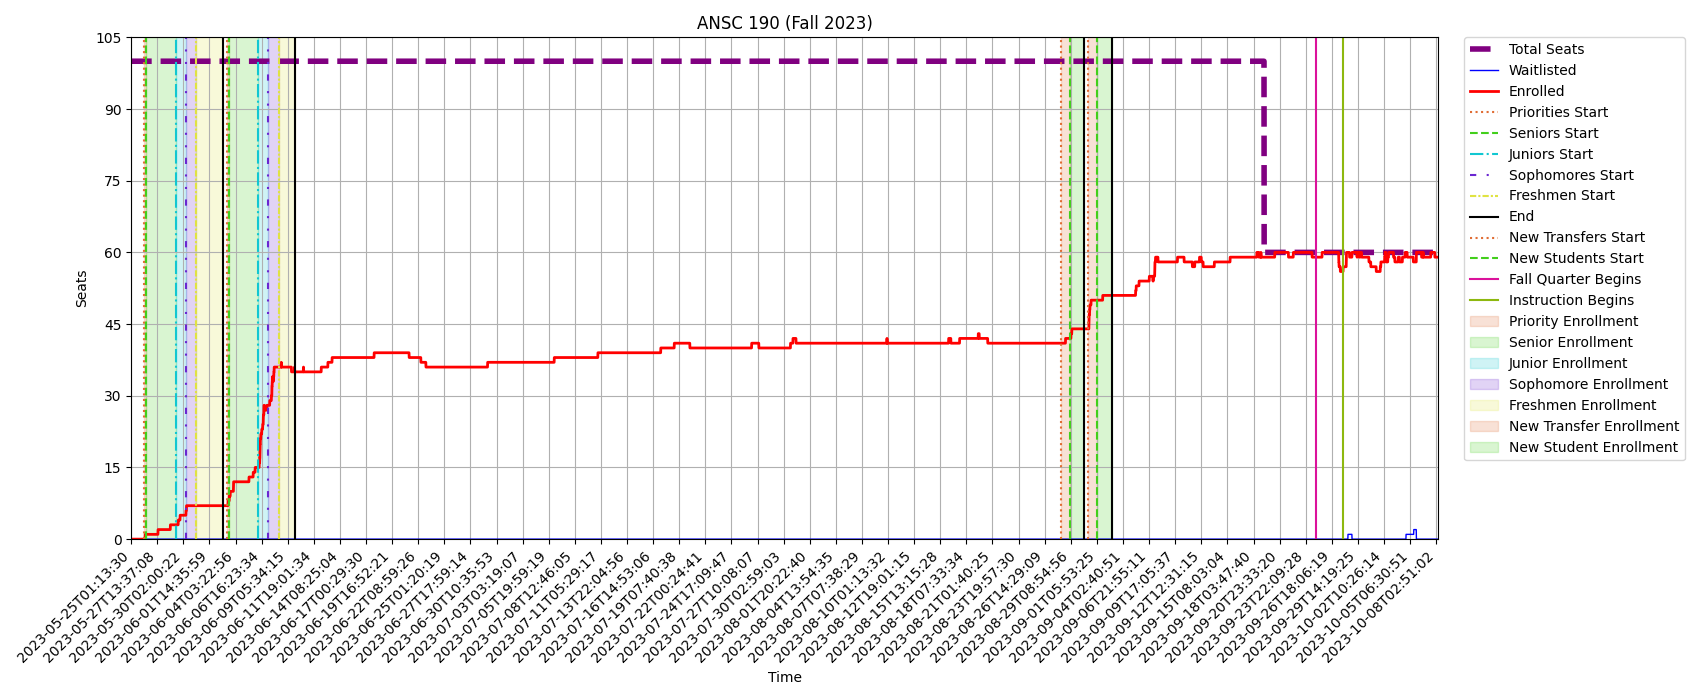 ANSC 190 (Fall 2023)
105
90
75
60
45
30
15
0
Seats
2023-05-25T01:13:30
2023-05-27T13:37:08
2023-05-30T02:00:22
2023-06-01T14:35:59
2023-06-04T03:22:56
2023-06-06T16:23:34
2023-06-09T05:34:15
2023-06-11T19:01:34
2023-06-14T08:25:04
2023-06-17T00:29:30
2023-06-19T16:52:21
2023-06-22T08:59:26
2023-06-25T01:20:19
2023-06-27T17:59:14
2023-06-30T10:35:53
2023-07-03T03:19:07
2023-07-05T19:59:19
2023-07-08T12:46:05
2023-07-11T05:29:17
2023-07-13T22:04:56
2023-07-16T14:53:06
2023-07-19T07:40:38
2023-07-22T00:24:41
2023-07-24T17:09:47
2023-07-27T10:08:07
2023-07-30T02:59:03
2023-08-01T20:22:40
2023-08-04T13:54:35
2023-08-07T07:38:29
2023-08-10T01:13:32
2023-08-12T19:01:15
2023-08-15T13:15:28
2023-08-18T07:33:34
2023-08-21T01:40:25
2023-08-23T19:57:30
2023-08-26T14:29:09
2023-08-29T08:54:56
2023-09-01T05:53:25
2023-09-04T02:40:51
2023-09-06T21:55:11
2023-09-09T17:05:37
2023-09-12T12:31:15
2023-09-15T08:03:04
2023-09-18T03:47:40
2023-09-20T23:33:20
2023-09-23T22:09:28
2023-09-26T18:06:19
2023-09-29T14:19:25
2023-10-02T10:26:14
2023-10-05T06:30:51
2023-10-08T02:51:02
Time
Total Seats
Waitlisted
Enrolled
Priorities Start
Seniors Start
Juniors Start
Sophomores Start
Freshmen Start
End
New Transfers Start
New Students Start
Fall Quarter Begins
Instruction Begins
Priority Enrollment
Senior Enrollment
Junior Enrollment
Sophomore Enrollment
Freshmen Enrollment
New Transfer Enrollment
New Student Enrollment